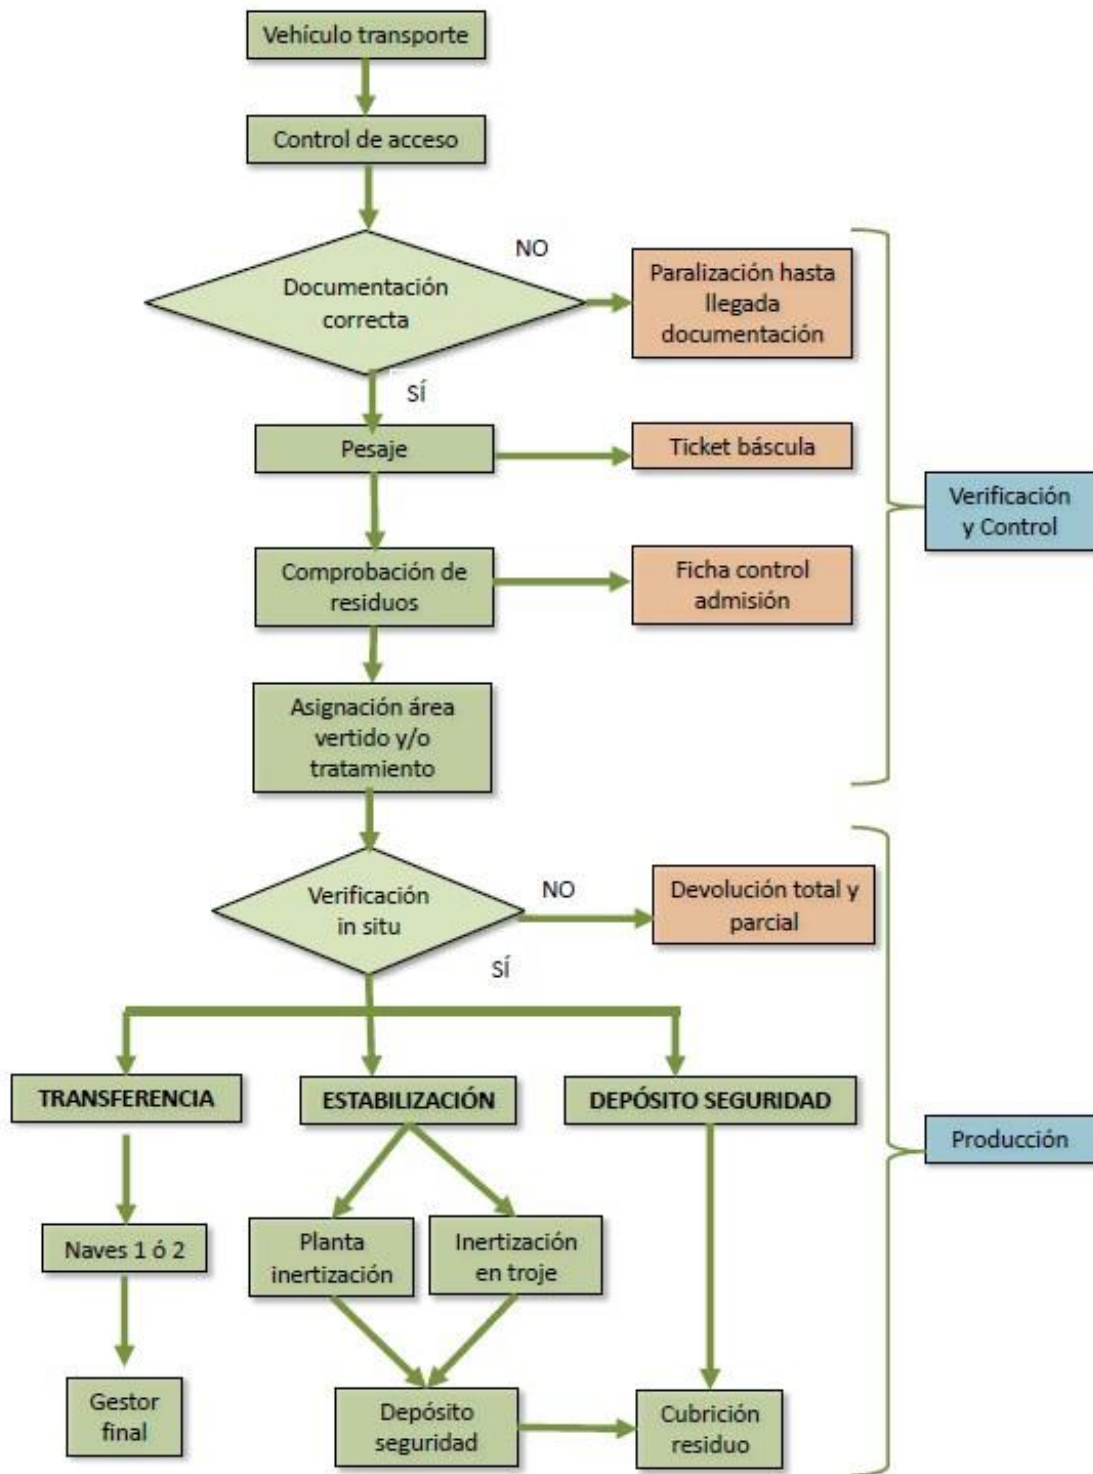 Vehículo transporte
Control de acceso
NO
Documentación
correcta
Paralización hasta
llegada
documentación
SÍ
Pesaje
Ticket báscula
Verificación
y Control
Comprobación de
residuos
Ficha control
admisión
Asignación área
vertido y/o
tratamiento
Verificación
in situ
NO
Devolución total y
parcial
SÍ
TRANSFERENCIA
ESTABILIZACIÓN
DEPÓSITO SEGURIDAD
Producción
Naves 1 ó 2
Planta
inertización
Inertización
en troje
Gestor
final
Depósito
seguridad
Cubrición
residuo